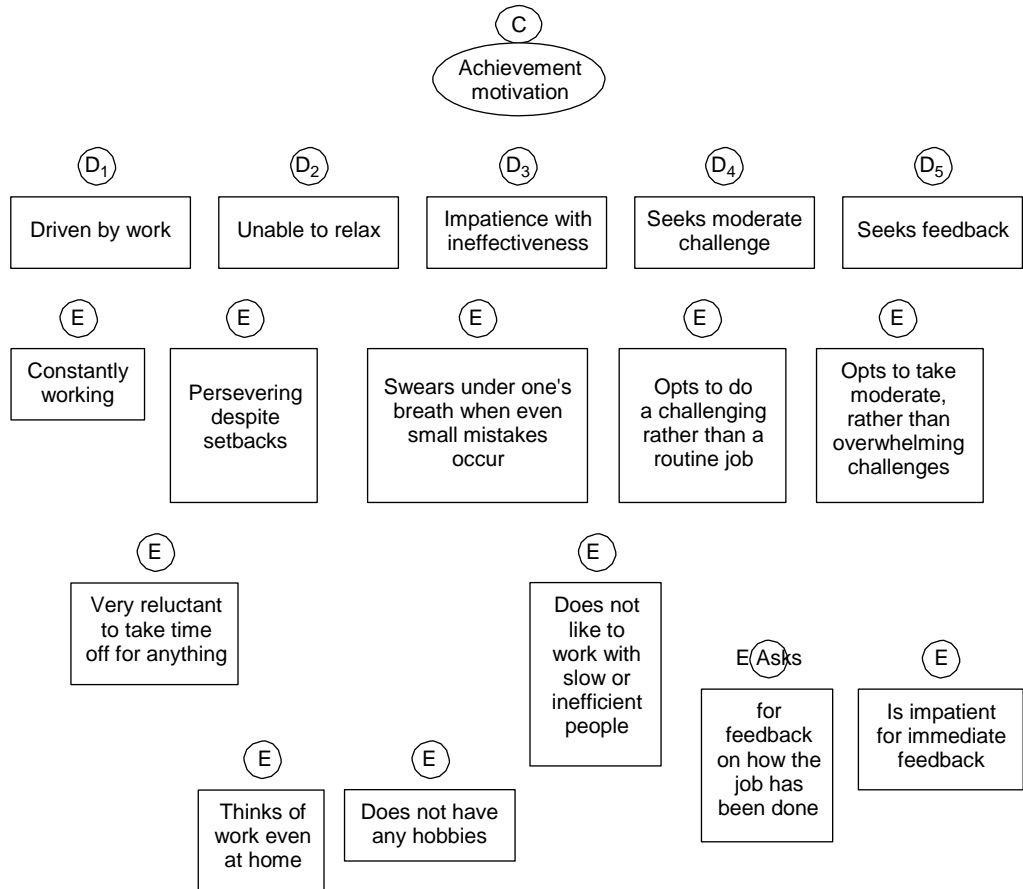 C
Achievement
motivation
D1
D2
D3
D4
D5
Driven by work
Unable to relax
Impatience with
ineffectiveness
Seeks moderate
challenge
Seeks feedback
E
E
E
E
E
Constantly
working
Persevering
despite
setbacks
Swears under one's
breath when even
small mistakes
occur
Opts to do
a challenging
rather than a
routine job
Opts to take
moderate,
rather than
overwhelming
challenges
E
Very reluctant
to take time
off for anything
E
Does not
like to
work with
slow or
inefficient
people
E Asks
for
feedback
on how the
job has
been done
E
Is impatient
for immediate
feedback
E
Thinks of
work even
at home
E
Does not have
any hobbies